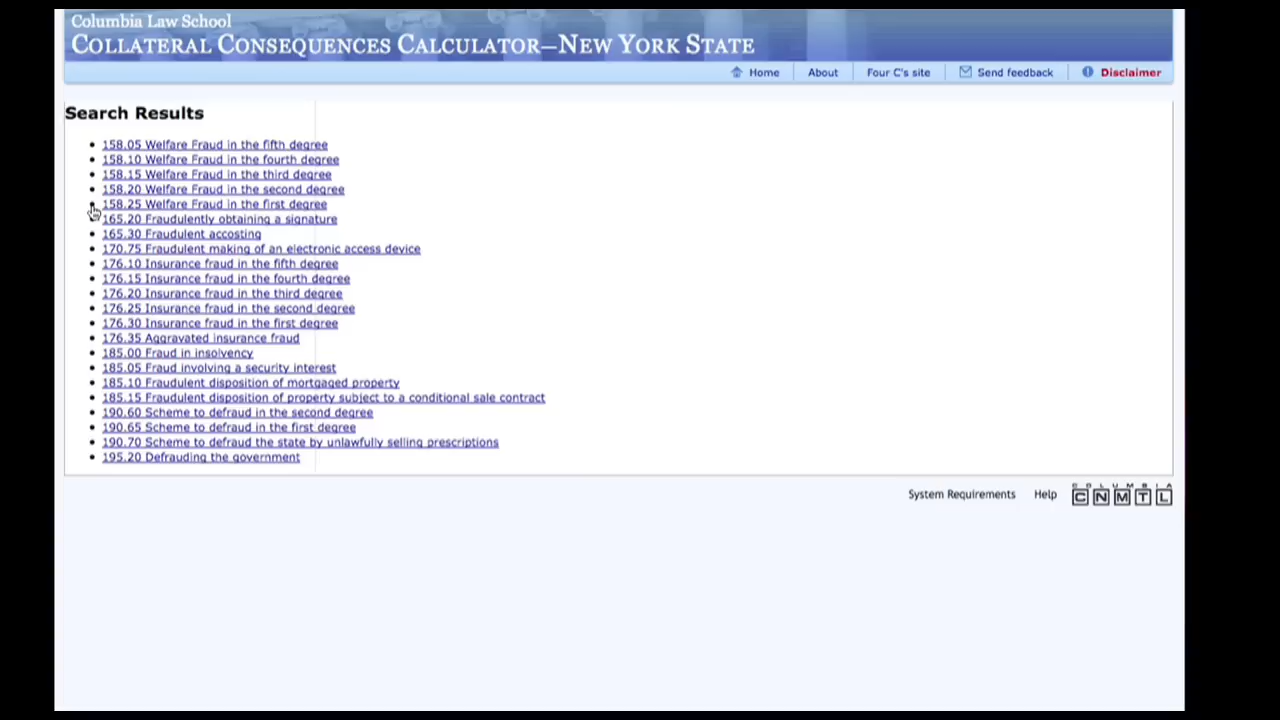 Columbia Law School
COLLATERAL CONSEQUENCES CALCULATOR—NEW YORK STATE
Home
About
Four C's site
Send feedback
Disclaimer
Search Results
158.05 Welfare Fraud in the fifth degree
158.10 Welfare Fraud in the fourth degree
158.15 Welfare Fraud in the third degree
158.20 Welfare Fraud in the second degree
158.25 Welfare Fraud in the first degree
165.20 Fraudulently obtaining a signature
165.30 Fraudulent accosting
170.75 Fraudulent making of an electronic access device
176.10 Insurance fraud in the fifth degree
176.15 Insurance fraud in the fourth degree
176.20 Insurance fraud in the third degree
176.25 Insurance fraud in the second degree
176.30 Insurance fraud in the first degree
176.35 Aggravated insurance fraud
185.00 Fraud in insolvency
185.05 Fraud involving a security interest
185.10 Fraudulent disposition of mortgaged property
185.15 Fraudulent disposition of property subject to a conditional sale contract
190.60 Scheme to defraud in the second degree
190.65 Scheme to defraud in the first degree
190.70 Scheme to defraud the state by unlawfully selling prescriptions
195.20 Defrauding the government
System Requirements
Help
COLUMBIA
CNMTL